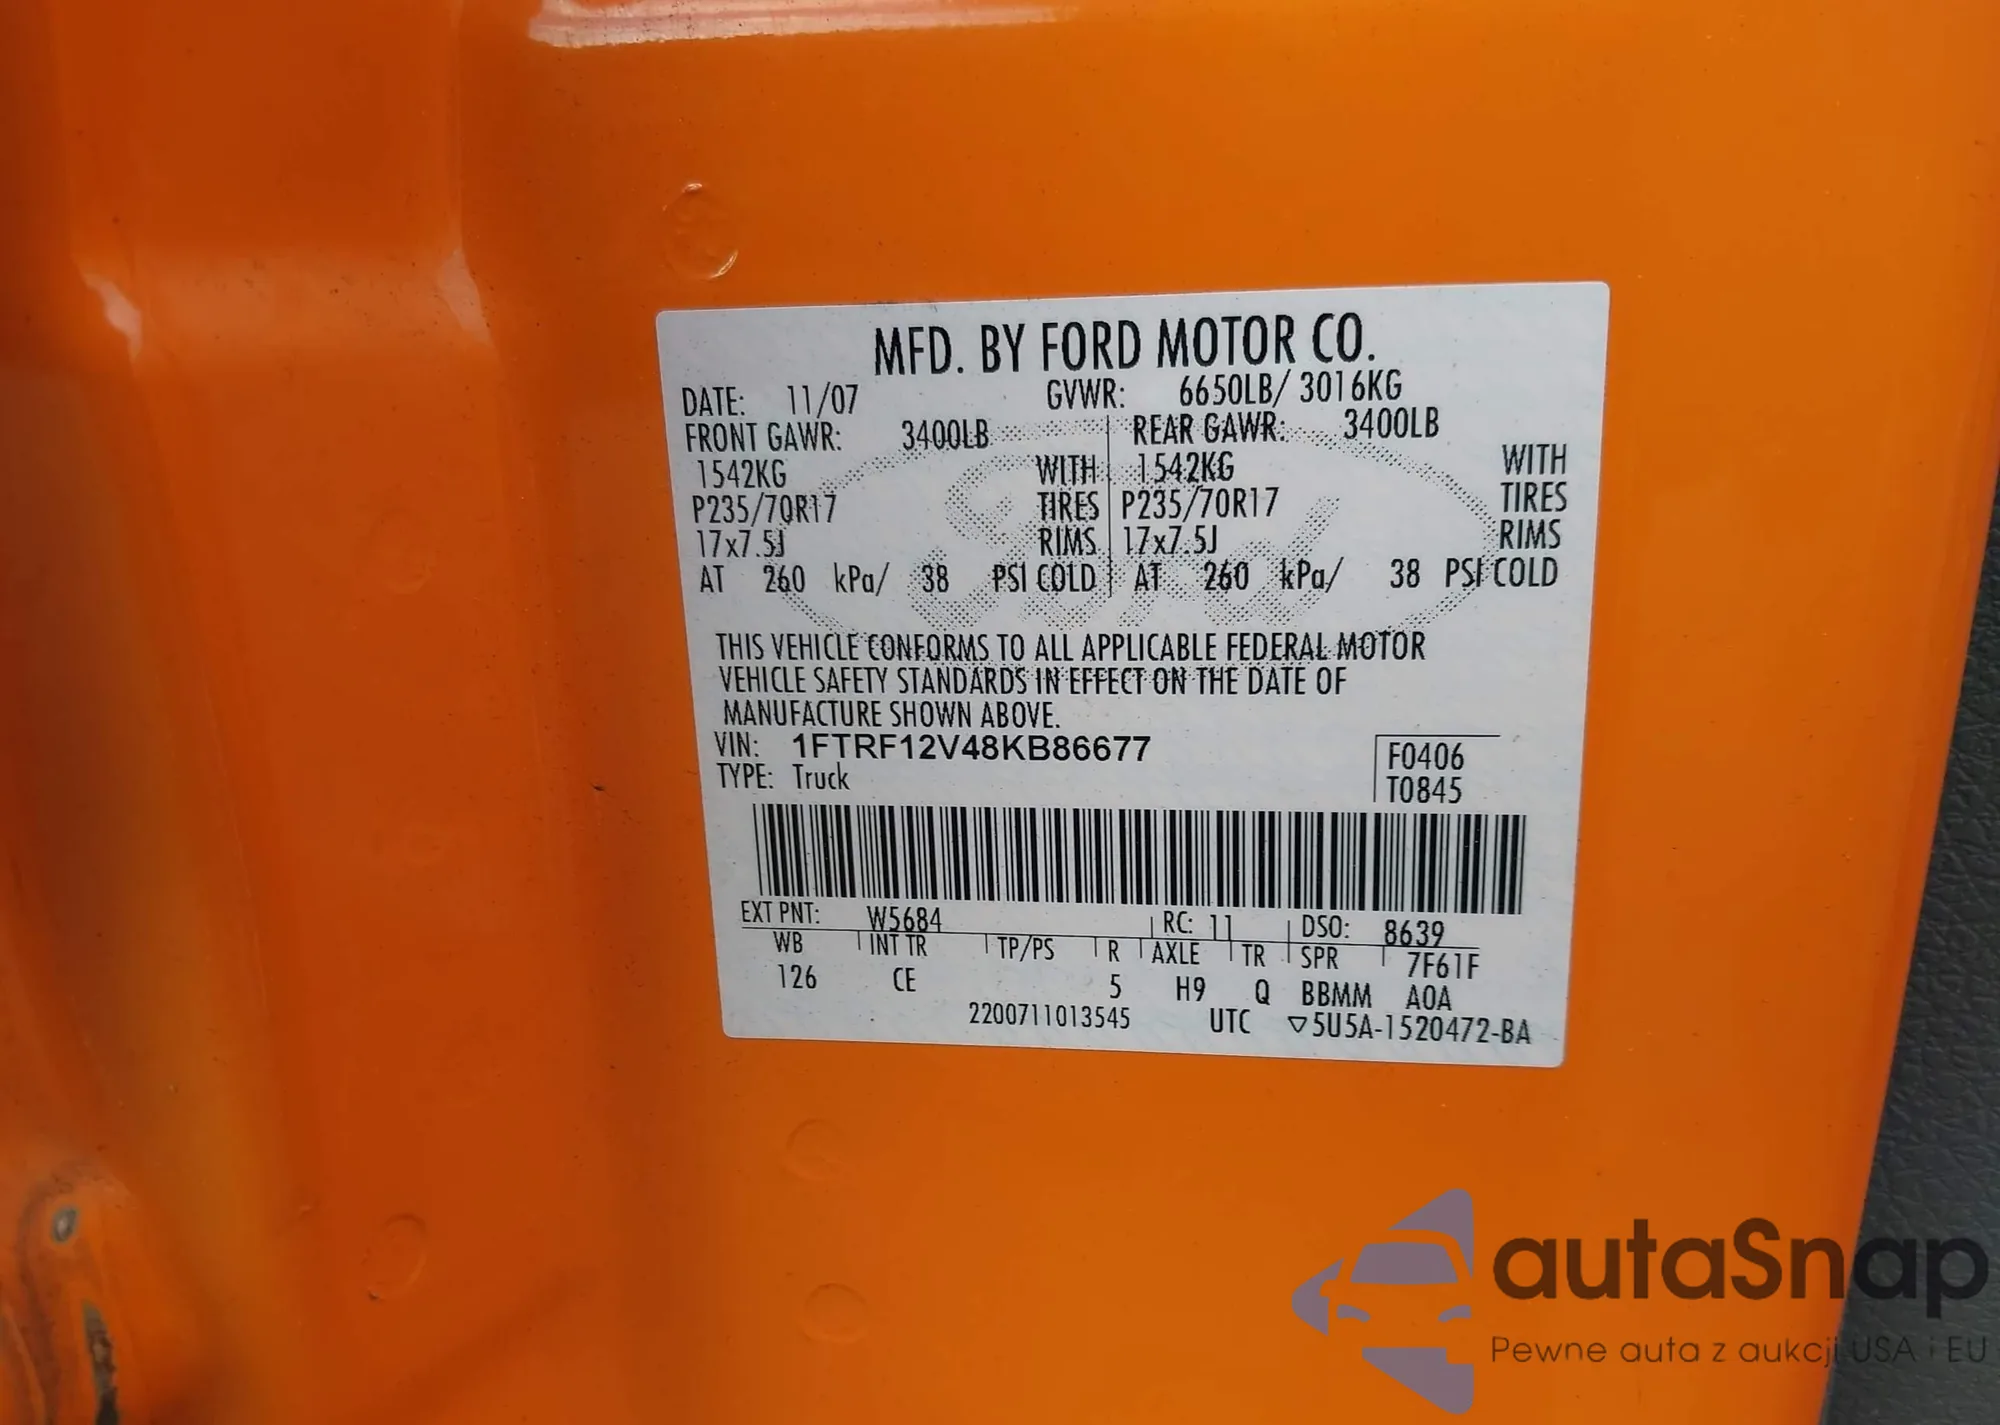 MFD. BY FORD MOTOR CO.
DATE: 11/07 GVWR: 6650LB/ 3016KG
FRONT GAWR: 3400LB REAR GAWR: 3400LB
1542KG WITH 1542KG WITH
P235/70R17 TIRES P235/70R17 TIRES
17x7.5J RIMS 17x7.5J RIMS
AT 260 kPa/ 38 PSI COLD AT 260 kPa/ 38 PSI COLD
THIS VEHICLE CONFORMS TO ALL APPLICABLE FEDERAL MOTOR
VEHICLE SAFETY STANDARDS IN EFFECT ON THE DATE OF
MANUFACTURE SHOWN ABOVE.
VIN: 1FTRF12V48KB86677 F0406
TYPE: Truck T0845
EXT PNT: W5684 RC: 11 DSO: 8639
WB INT TR TP/PS R AXLE TR SPR 7F61F
126 CE 5 H9 Q BBMM A0A
2200711013545 UTC ▽5U5A-1520472-BA
autaSnap
Pewne auta z aukcji USA i EU